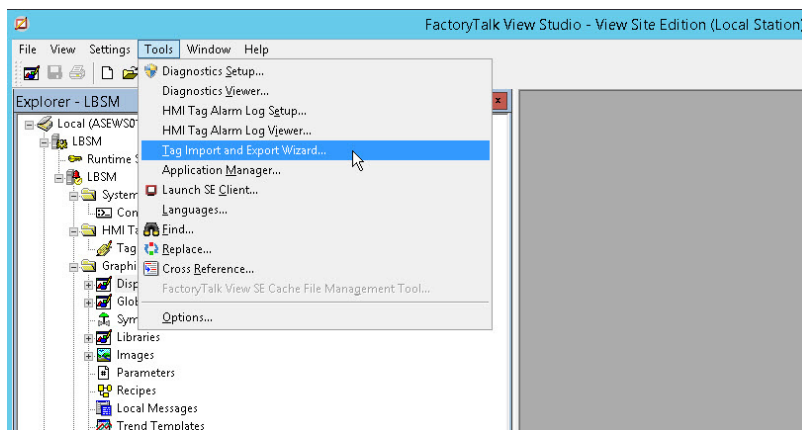 FactoryTalk View Studio - View Site Edition (Local Station)
File View Settings Tools Window Help
Explorer - LBSM
Local (ASEWS0
LBSM
Runtime S
LBSM
System
Con
HMI Ta
Tag
Graphi
Disp
Glob
Sym
Libraries
Images
Parameters
Recipes
Local Messages
Trend Templates
Diagnostics Setup...
Diagnostics Viewer...
HMI Tag Alarm Log Setup...
HMI Tag Alarm Log Viewer...
Tag Import and Export Wizard...
Application Manager...
Launch SE Client...
Languages...
Find...
Replace...
Cross Reference...
FactoryTalk View SE Cache File Management Tool...
Options...